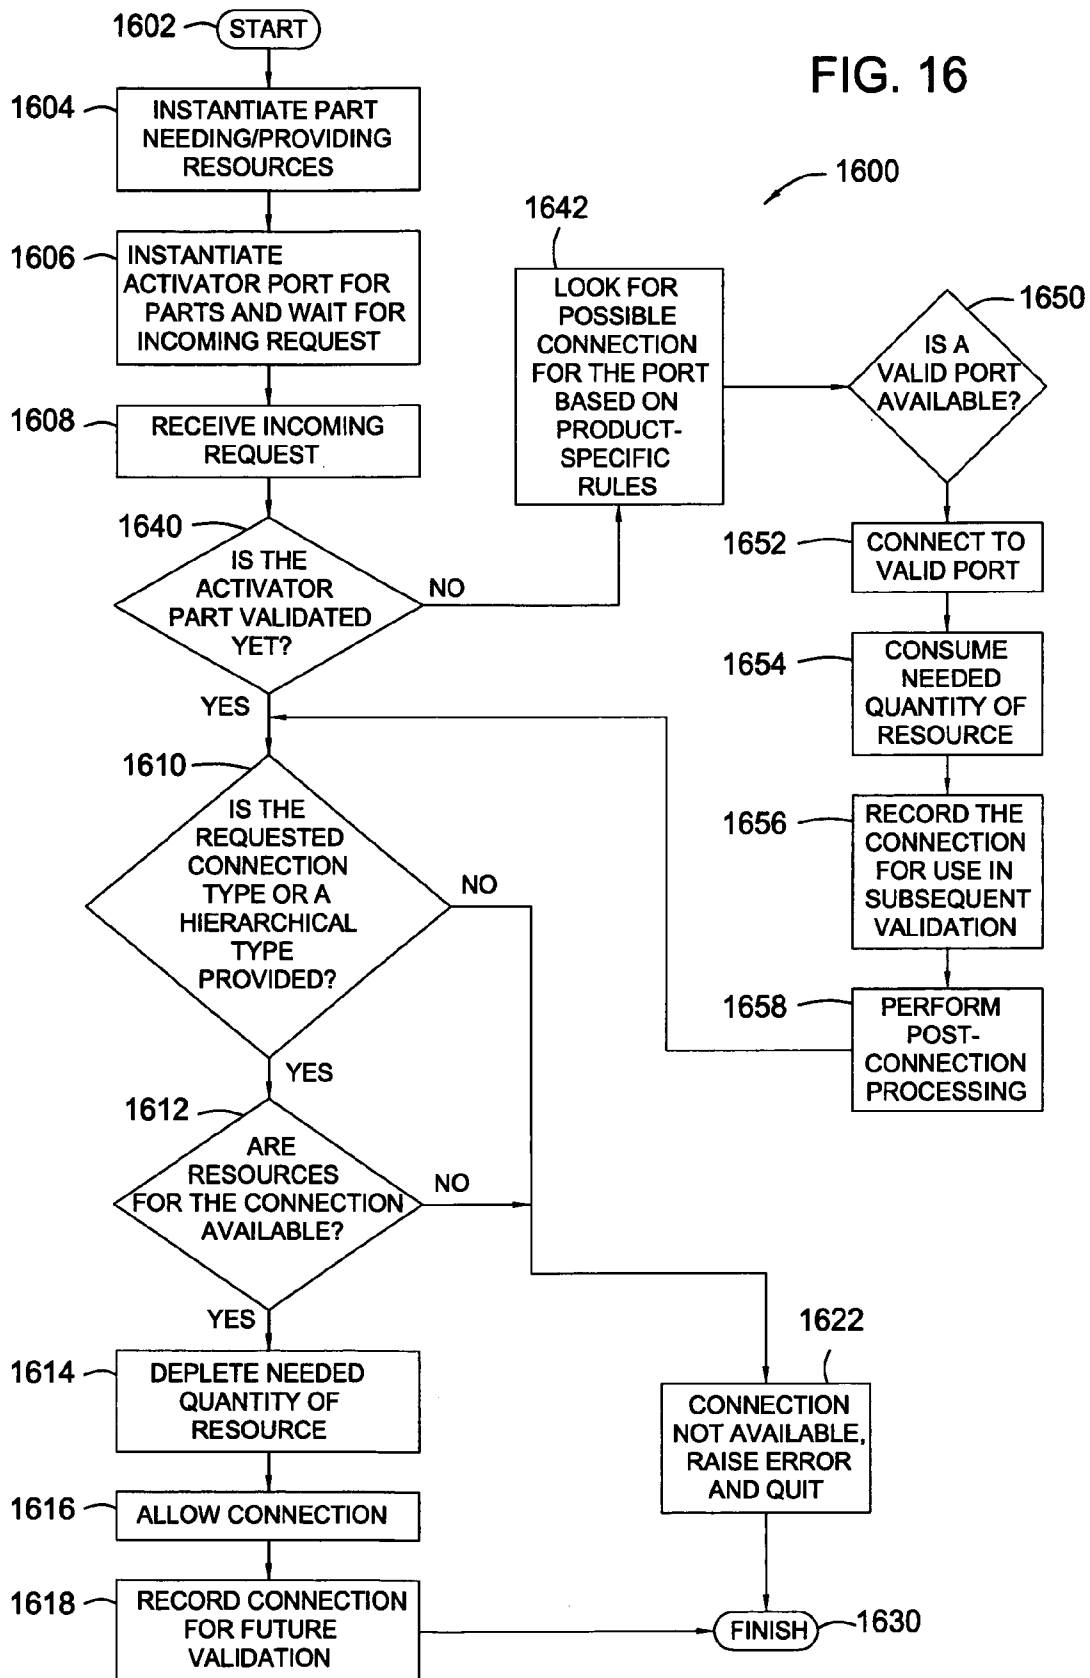 FIG. 16
1600
1602
START
1604
INSTANTIATE PART
NEEDING/PROVIDING
RESOURCES
1606
INSTANTIATE
ACTIVATOR PORT FOR
PARTS AND WAIT FOR
INCOMING REQUEST
1608
RECEIVE INCOMING
REQUEST
1640
IS THE
ACTIVATOR
PART VALIDATED
YET?
NO
YES
1642
LOOK FOR
POSSIBLE
CONNECTION
FOR THE PORT
BASED ON
PRODUCT-
SPECIFIC
RULES
1650
IS A
VALID PORT
AVAILABLE?
1652
CONNECT TO
VALID PORT
1654
CONSUME
NEEDED
QUANTITY OF
RESOURCE
1656
RECORD THE
CONNECTION
FOR USE IN
SUBSEQUENT
VALIDATION
1658
PERFORM
POST-
CONNECTION
PROCESSING
1610
IS THE
REQUESTED
CONNECTION
TYPE OR A
HIERARCHICAL
TYPE
PROVIDED?
NO
YES
1612
ARE
RESOURCES
FOR THE CONNECTION
AVAILABLE?
NO
YES
1614
DEPLETE NEEDED
QUANTITY OF
RESOURCE
1616
ALLOW CONNECTION
1618
RECORD CONNECTION
FOR FUTURE
VALIDATION
1622
CONNECTION
NOT AVAILABLE,
RAISE ERROR
AND QUIT
FINISH
1630